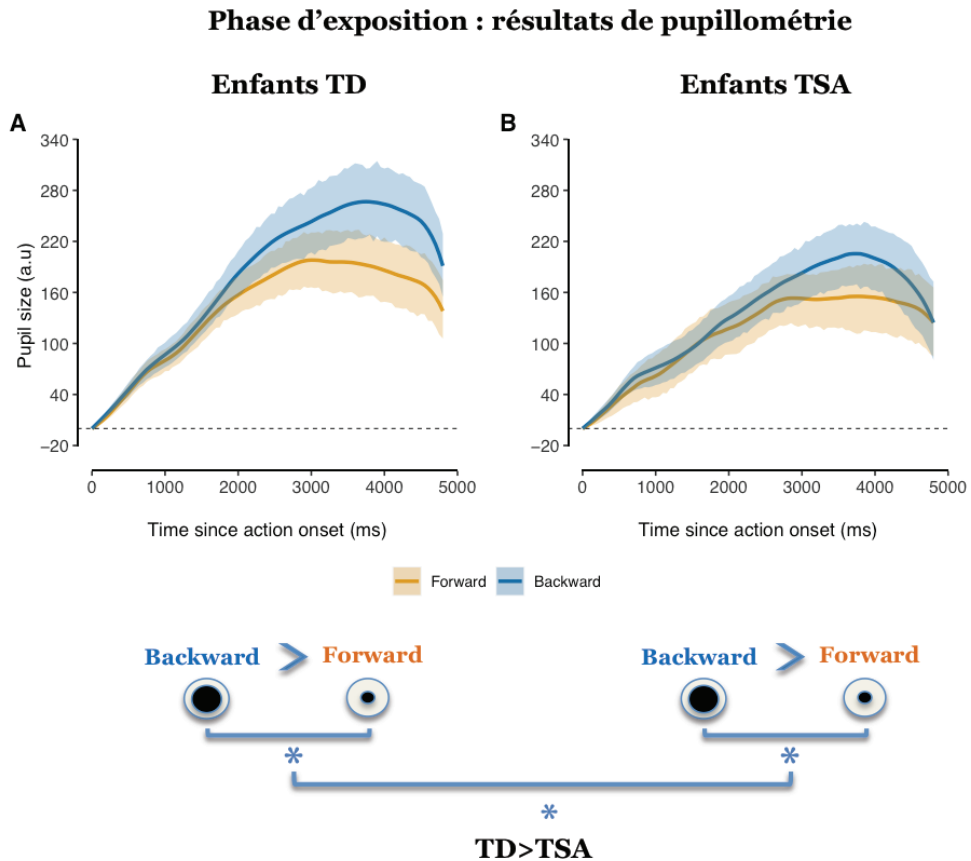 Phase d’exposition : résultats de pupillométrie
Enfants TD
Enfants TSA
A
340
280
220
160
100
40
−20
Pupil size (a.u)
0 1000 2000 3000 4000 5000
Time since action onset (ms)
B
340
280
220
160
100
40
−20
0 1000 2000 3000 4000 5000
Time since action onset (ms)
Forward Backward
Backward > Forward
Backward > Forward
*
*
*
TD>TSA